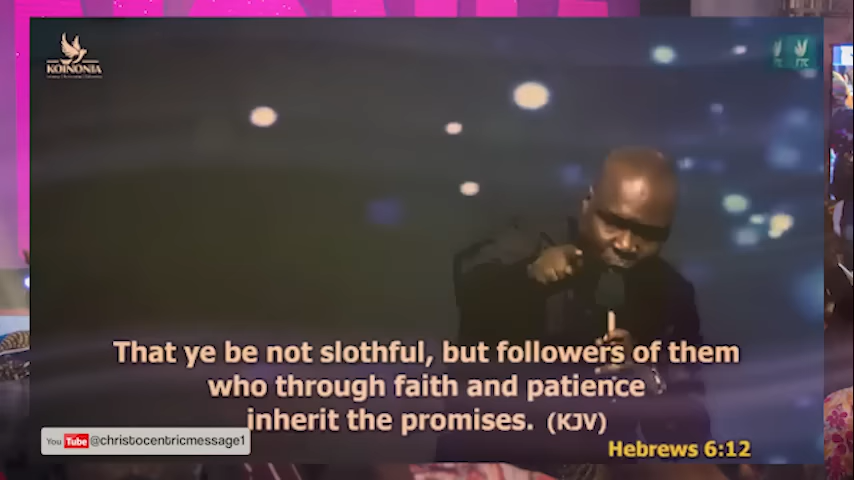 KOINONIA
That ye be not slothful, but followers of them
who through faith and patience
inherit the promises. (KJV)
You Tube @christocentricmessage1
Hebrews 6:12